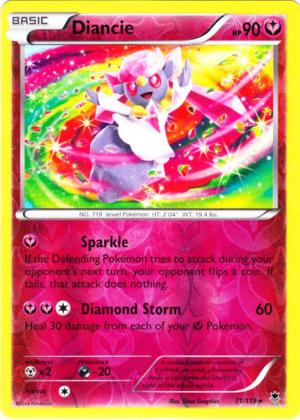 BASIC
Diancie
HP 90
NO. 719 Jewel Pokémon HT: 2'04" WT: 19.4 lbs.
Sparkle
If the Defending Pokémon tries to attack during your
opponent's next turn, your opponent flips a coin. If
tails, that attack does nothing.
Diamond Storm 60
Heal 30 damage from each of your Pokémon.
weakness
×2
resistance
-20
retreat
Illus. 5ban Graphics
71/119 ★